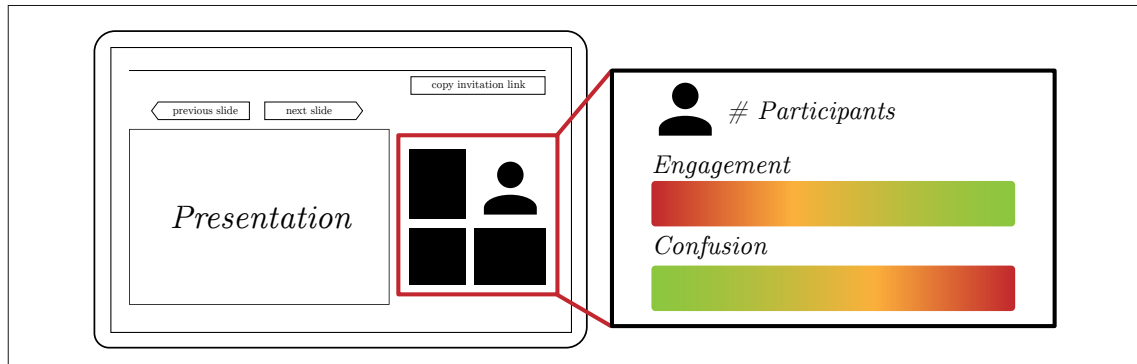 copy invitation link
previous slide
next slide
Presentation
# Participants
Engagement
Confusion